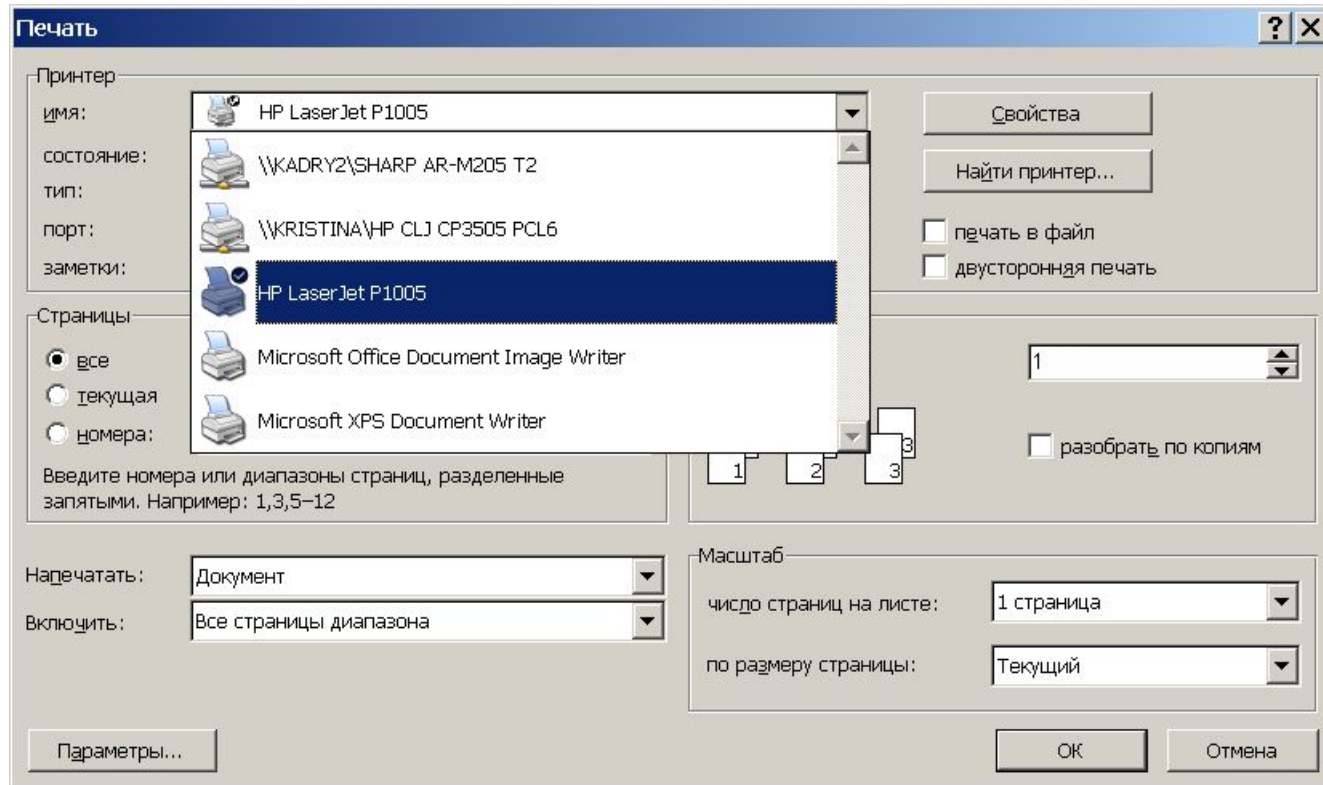 Печать
Принтер
имя:
HP LaserJet P1005
Свойства
состояние:
\\KADRY2\SHARP AR-M205 T2
Найти принтер...
тип:
порт:
\\KRISTINA\HP CLJ CP3505 PCL6
печать в файл
заметки:
HP LaserJet P1005
двусторонняя печать
Страницы
все
Microsoft Office Document Image Writer
1
текущая
номера:
Microsoft XPS Document Writer
разобрать по копиям
3
1
2
3
Введите номера или диапазоны страниц, разделенные
запятыми. Например: 1,3,5–12
Напечатать:
Документ
Включить:
Все страницы диапазона
Масштаб
число страниц на листе:
1 страница
по размеру страницы:
Текущий
Параметры...
ОК
Отмена